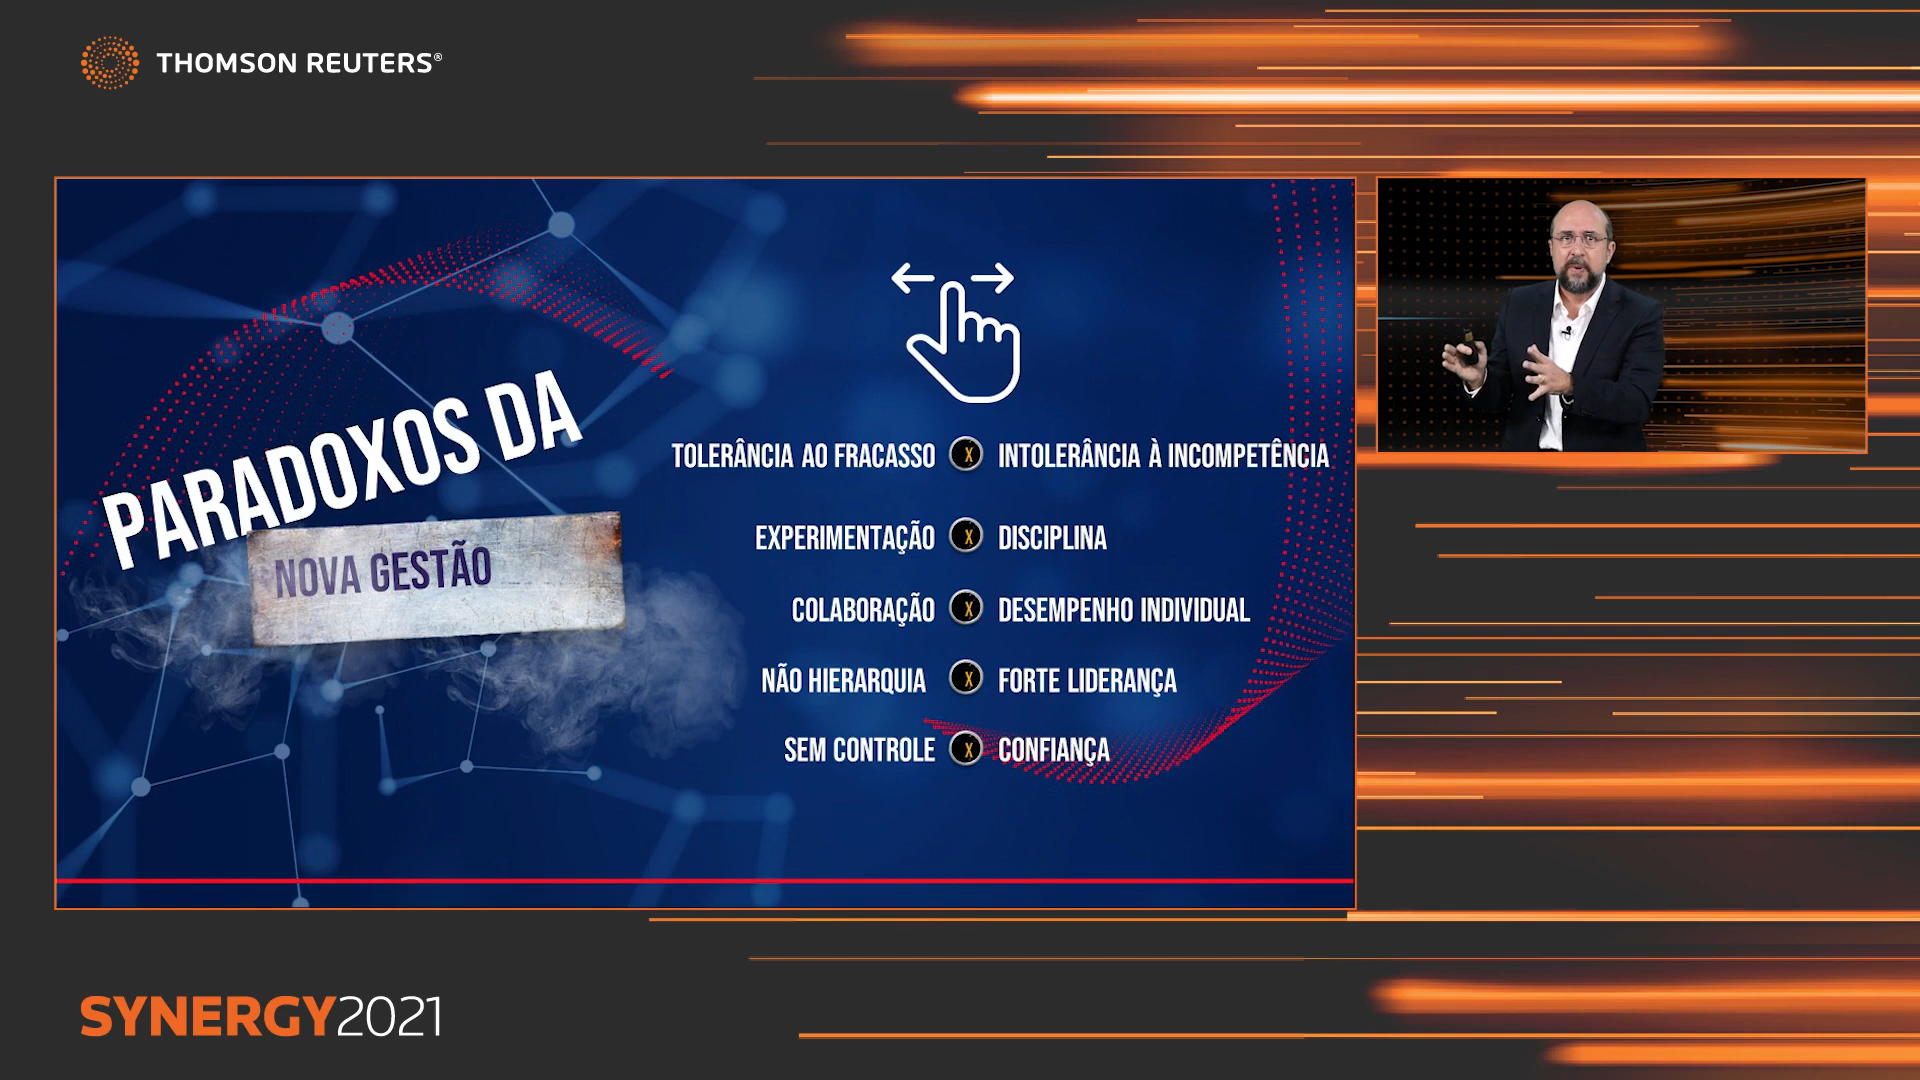 THOMSON REUTERS®
PARADOXOS DA
NOVA GESTÃO
TOLERÂNCIA AO FRACASSO X INTOLERÂNCIA À INCOMPETÊNCIA
EXPERIMENTAÇÃO X DISCIPLINA
COLABORAÇÃO X DESEMPENHO INDIVIDUAL
NÃO HIERARQUIA X FORTE LIDERANÇA
SEM CONTROLE X CONFIANÇA
SYNERGY2021